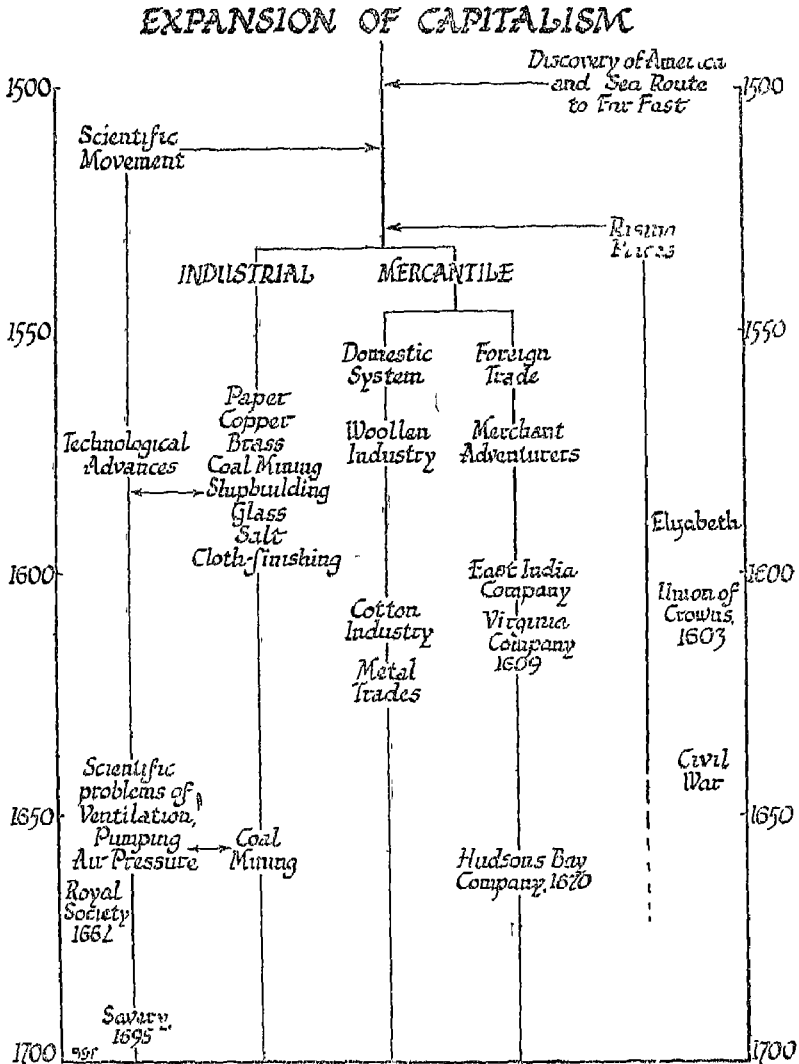 EXPANSION OF CAPITALISM
Discovery of America
and Sea Route
to Far East
1500
1500
Scientific
Movement
Rising
Prices
INDUSTRIAL
MERCANTILE
1550
1550
Domestic
System
Foreign
Trade
Paper
Copper
Brass
Coal Mining
Shipbuilding
Glass
Salt
Cloth-finishing
Technological
Advances
Woollen
Industry
Merchant
Adventurers
Elizabeth
1600
1600
East India
Company
Virginia
Company
1609
Union of
Crowns,
1603
Cotton
Industry
Metal
Trades
Civil
War
Scientific
problems of
Ventilation,
Pumping
Air Pressure
1650
1650
Coal
Mining
Hudsons Bay
Company, 1670
Royal
Society
Savery,
1695
1700
1700